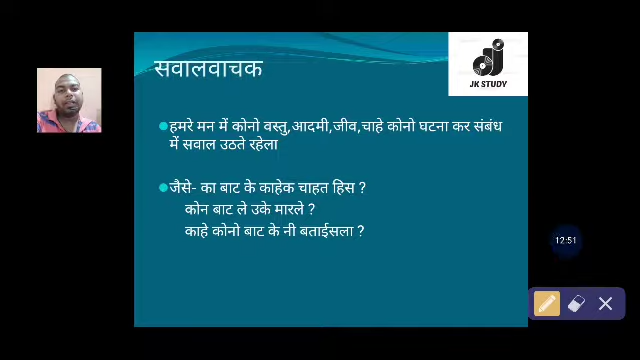 सवालवाचक
JK STUDY
हमरे मन में कोनो वस्तु,आदमी,जीव,चाहे कोनो घटना कर संबंध
में सवाल उठते रहेला
जैसे- का बाट के काहेक चाहत हिस ?
कोन बाट ले उके मारले ?
काहे कोनो बाट के नी बताईसला ?
12:51